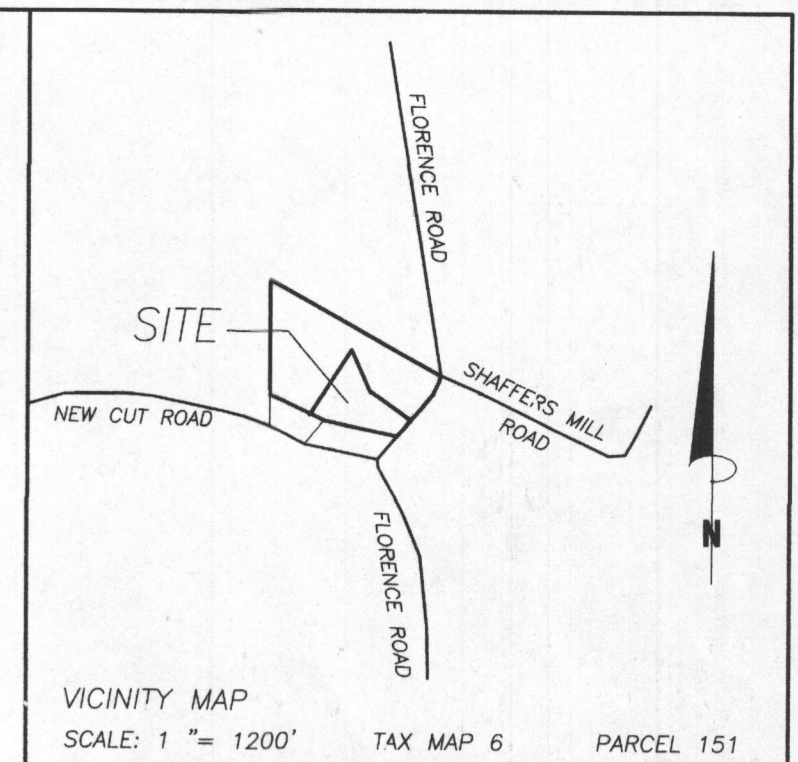 FLORENCE ROAD
SITE
SHAFFERS MILL
ROAD
NEW CUT ROAD
N
FLORENCE ROAD
VICINITY MAP
SCALE: 1 "= 1200' TAX MAP 6 PARCEL 151